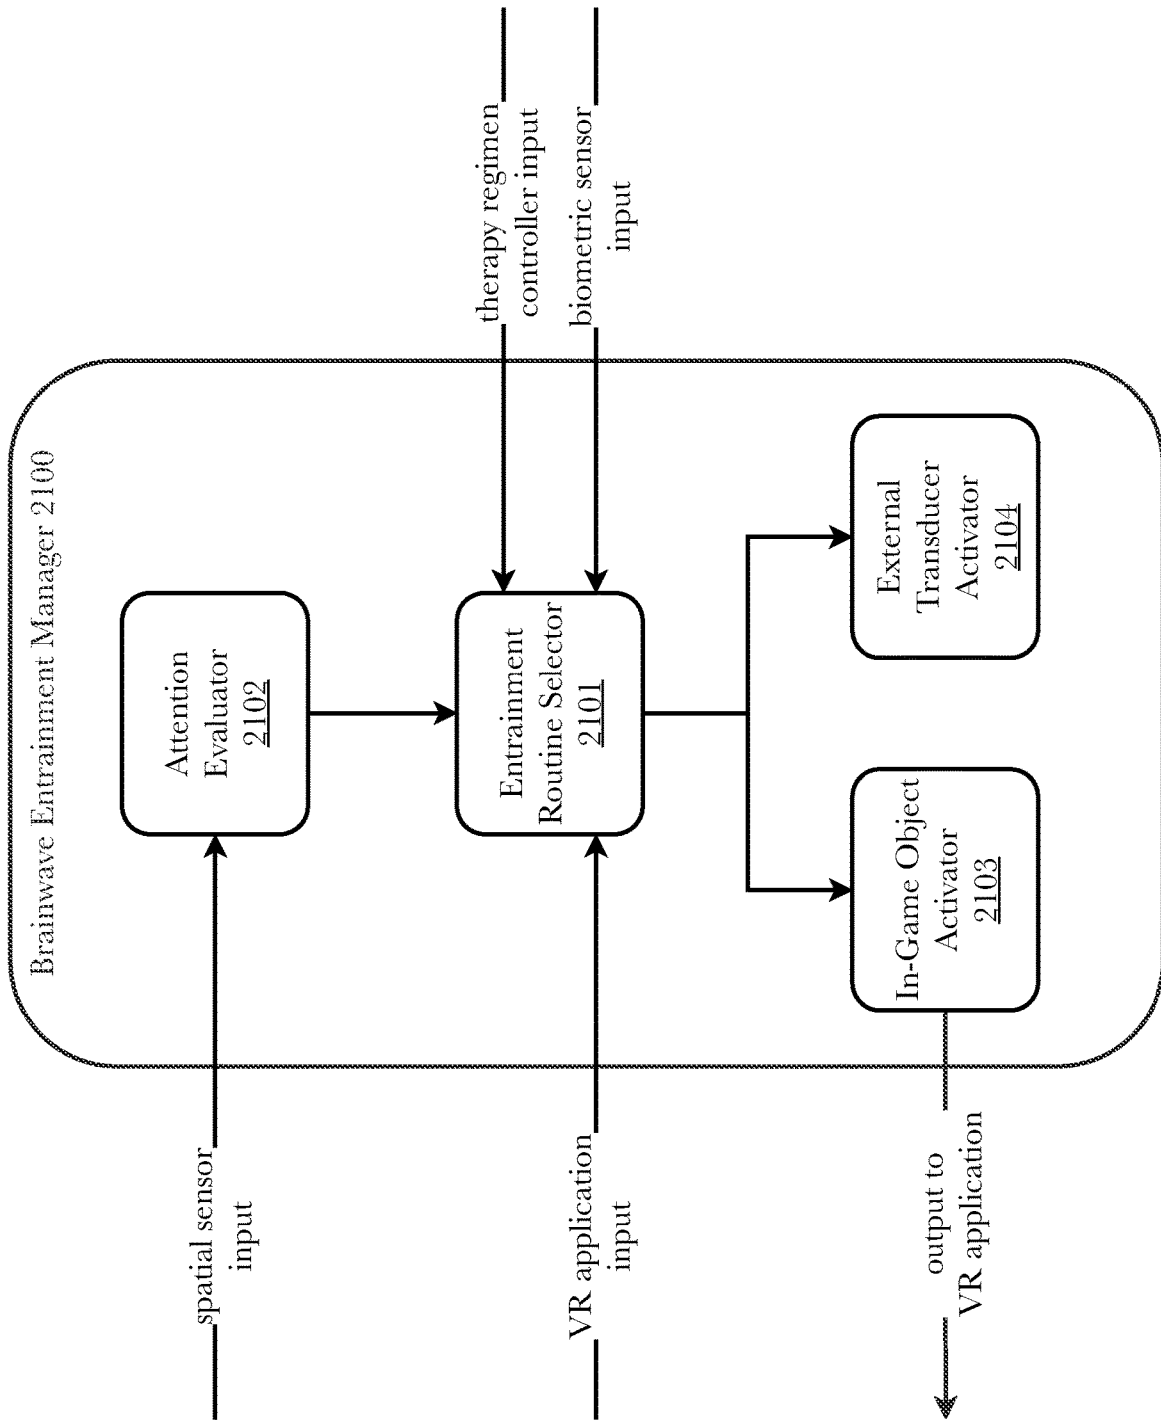 Brainwave Entrainment Manager 2100
spatial sensor
input
Attention
Evaluator
2102
VR application
input
Entrainment
Routine Selector
2101
therapy regimen
controller input
biometric sensor
input
In-Game Object
Activator
2103
External
Transducer
Activator
2104
output to
VR application